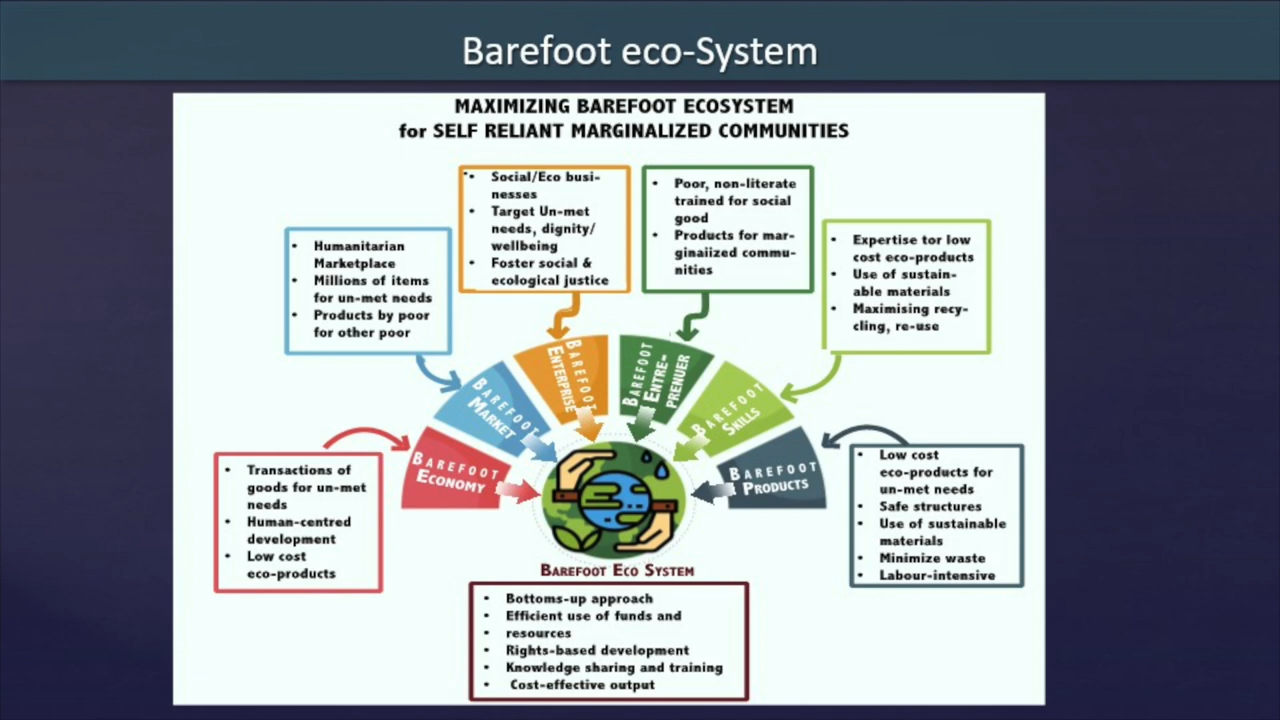 Barefoot eco-System
MAXIMIZING BAREFOOT ECOSYSTEM
for SELF RELIANT MARGINALIZED COMMUNITIES
• Social/Eco busi-
nesses
• Target Un-met
needs, dignity/
wellbeing
• Foster social &
ecological justice
• Poor, non-literate
trained for social
good
• Products for mar-
ginaiized commu-
nities
• Humanitarian
Marketplace
• Millions of items
for un-met needs
• Products by poor
for other poor
• Expertise tor low
cost eco-products
• Use of sustain-
able materials
• Maximising recy-
cling, re-use
• Transactions of
goods for un-met
needs
• Human-centred
development
• Low cost
eco-products
BAREFOOT
ECONOMY
BAREFOOT
MARKET
BAREFOOT
ENTERPRISE
BAREFOOT
ENTRE-
PRENUER
BAREFOOT
SKILLS
BAREFOOT
PRODUCTS
• Low cost
eco-products for
un-met needs
• Safe structures
• Use of sustainable
materials
• Minimize waste
• Labour-intensive
BAREFOOT ECO SYSTEM
• Bottoms-up approach
• Efficient use of funds and
• resources
• Rights-based development
• Knowledge sharing and training
• Cost-effective output